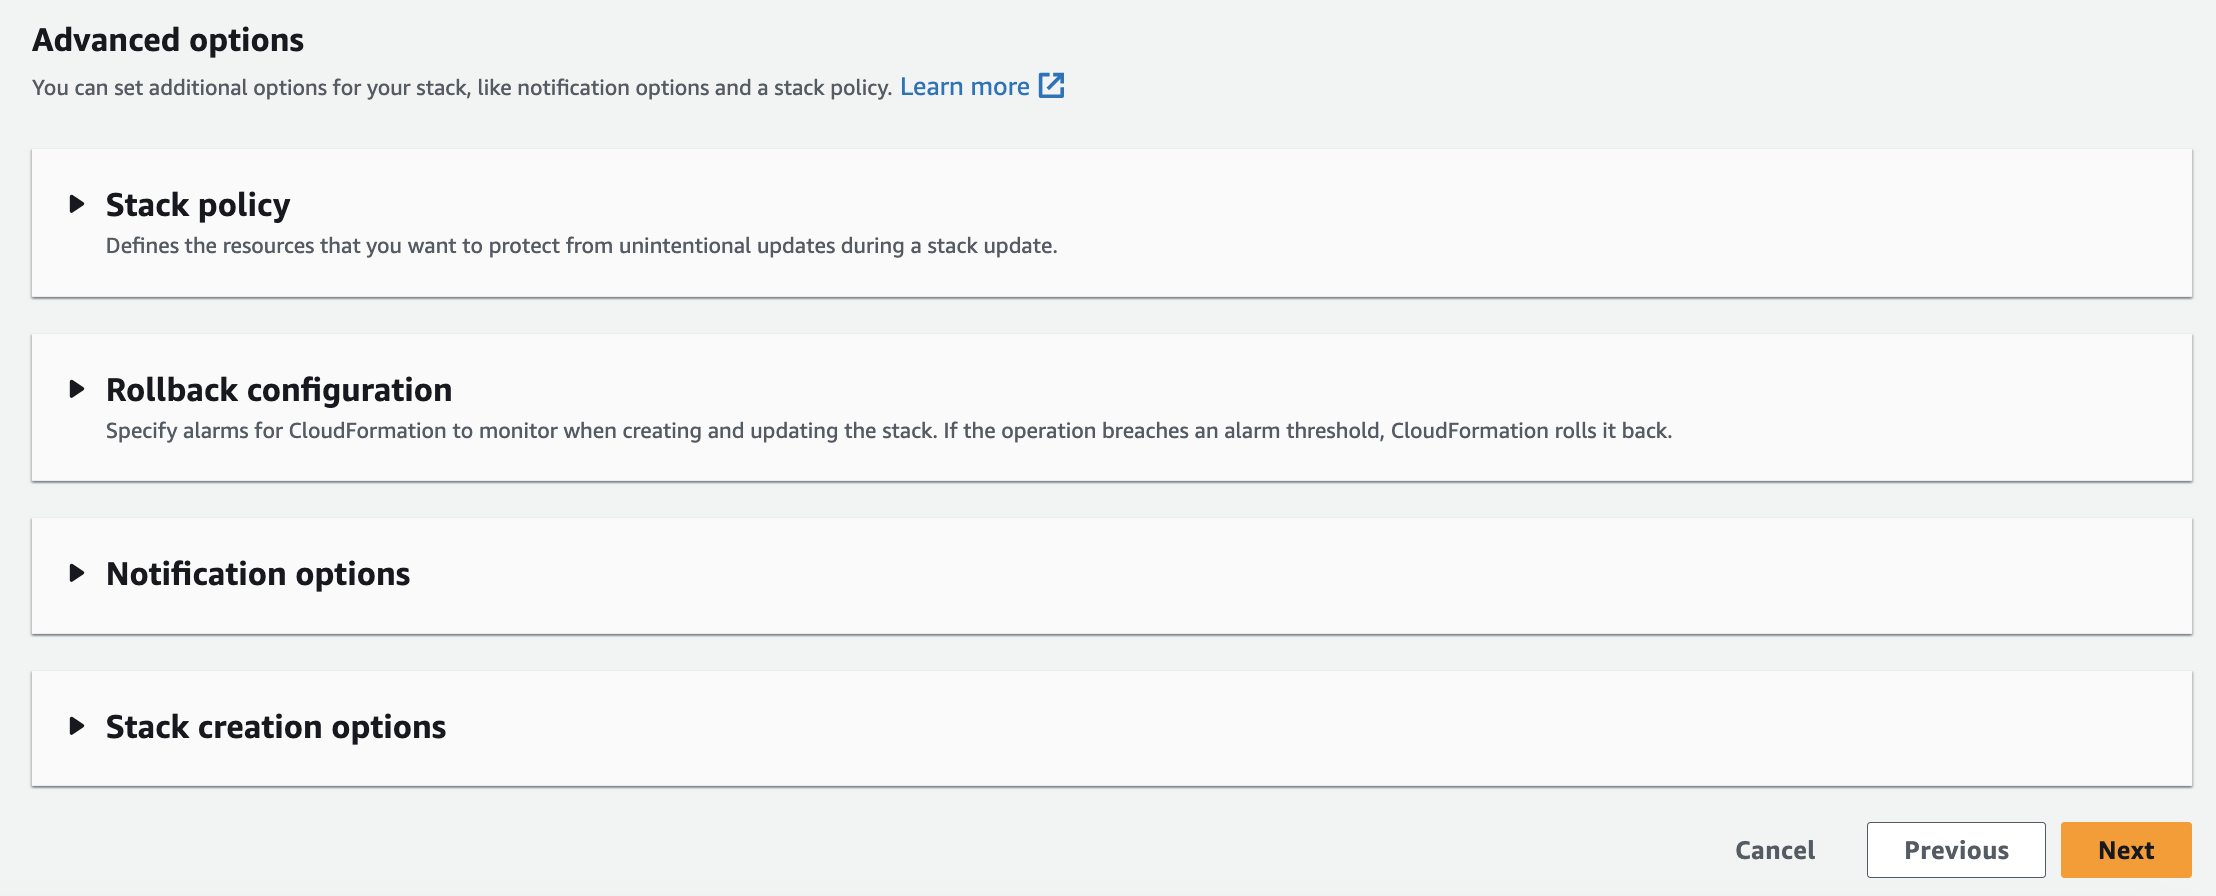 Advanced options
You can set additional options for your stack, like notification options and a stack policy. Learn more
Stack policy
Defines the resources that you want to protect from unintentional updates during a stack update.
Rollback configuration
Specify alarms for CloudFormation to monitor when creating and updating the stack. If the operation breaches an alarm threshold, CloudFormation rolls it back.
Notification options
Stack creation options
Cancel Previous Next